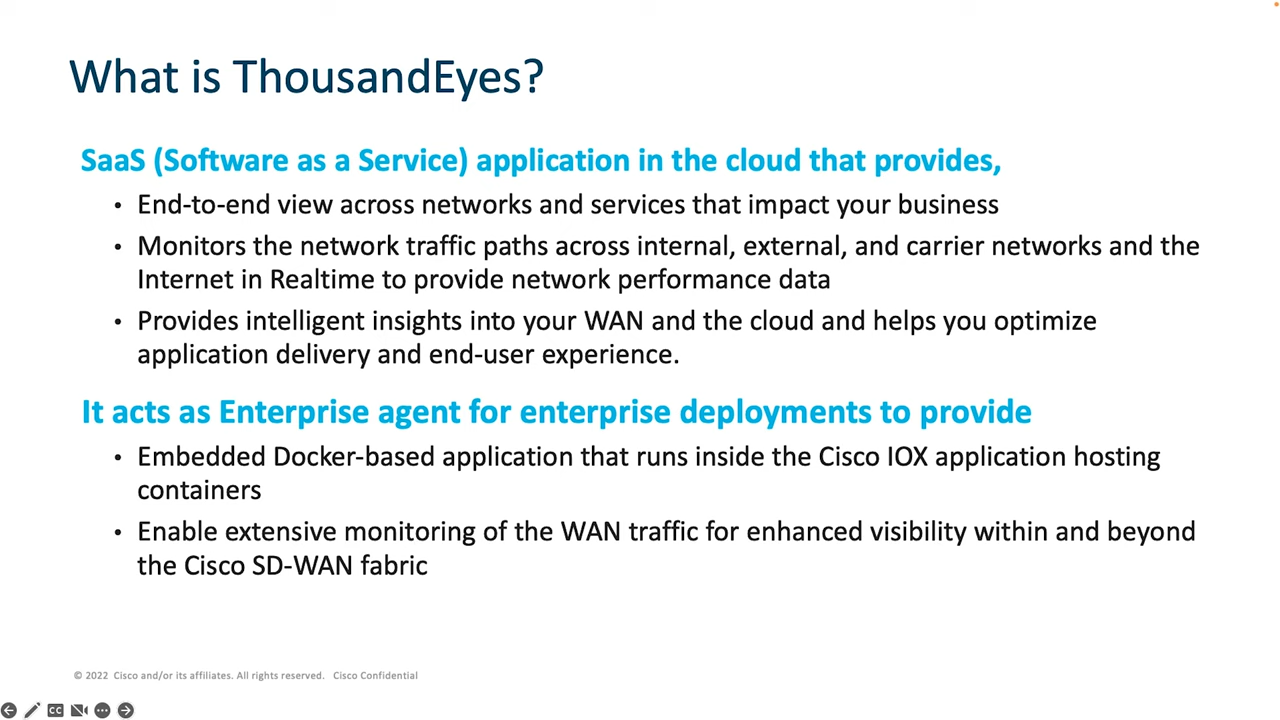 What is ThousandEyes?
SaaS (Software as a Service) application in the cloud that provides,
• End-to-end view across networks and services that impact your business
• Monitors the network traffic paths across internal, external, and carrier networks and the
Internet in Realtime to provide network performance data
• Provides intelligent insights into your WAN and the cloud and helps you optimize
application delivery and end-user experience.
It acts as Enterprise agent for enterprise deployments to provide
• Embedded Docker-based application that runs inside the Cisco IOX application hosting
containers
• Enable extensive monitoring of the WAN traffic for enhanced visibility within and beyond
the Cisco SD-WAN fabric
© 2022 Cisco and/or its affiliates. All rights reserved. Cisco Confidential
CC